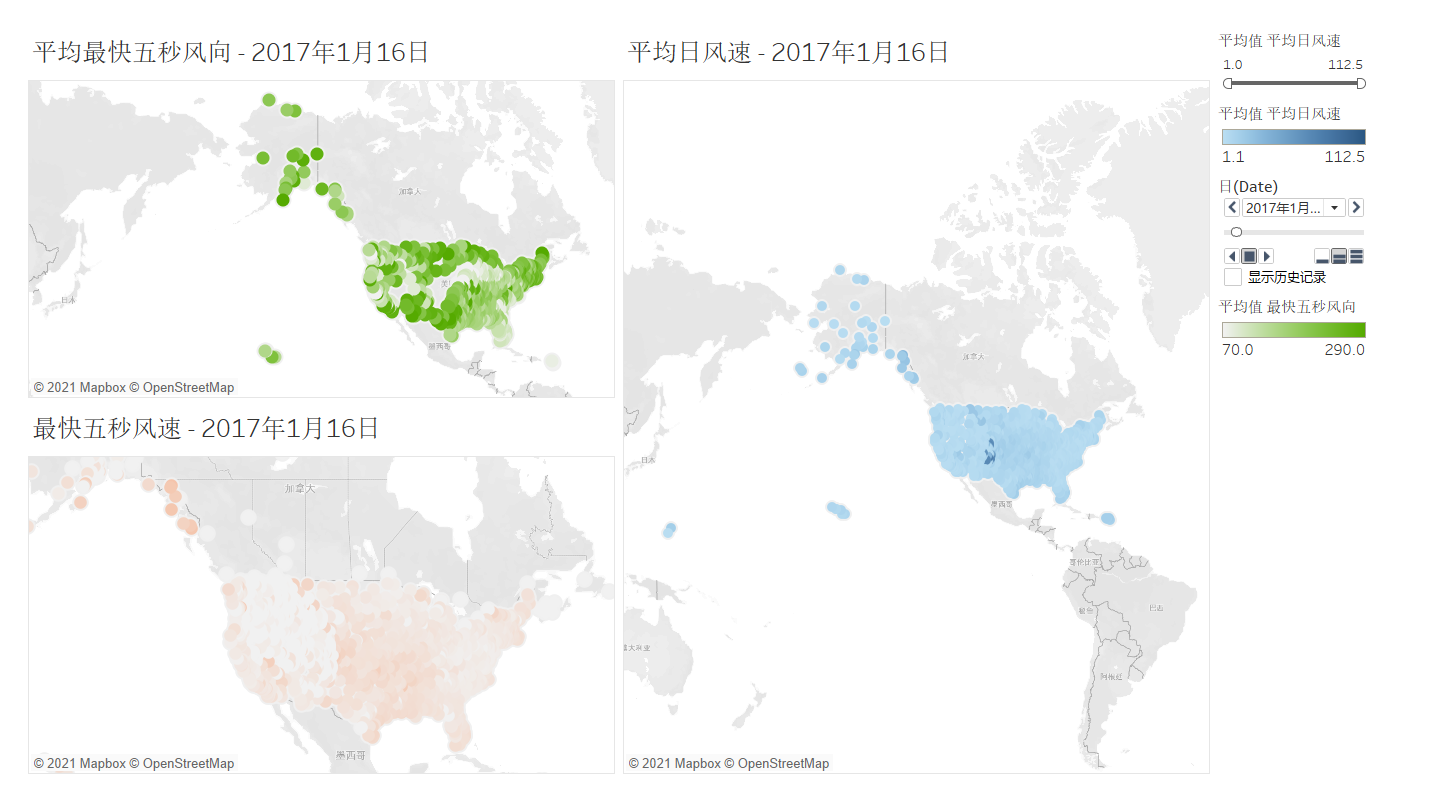 平均最快五秒风向 - 2017年1月16日
加拿大
美
日本
墨西哥
© 2021 Mapbox © OpenStreetMap
最快五秒风速 - 2017年1月16日
加拿大
墨西哥
© 2021 Mapbox © OpenStreetMap
平均日风速 - 2017年1月16日
加拿大
日本
墨西哥
哥伦比亚
秘鲁
巴西
澳大利亚
阿根廷
© 2021 Mapbox © OpenStreetMap
平均值 平均日风速
1.0 112.5
平均值 平均日风速
1.1 112.5
日(Date)
2017年1月...
显示历史记录
平均值 最快五秒风向
70.0 290.0